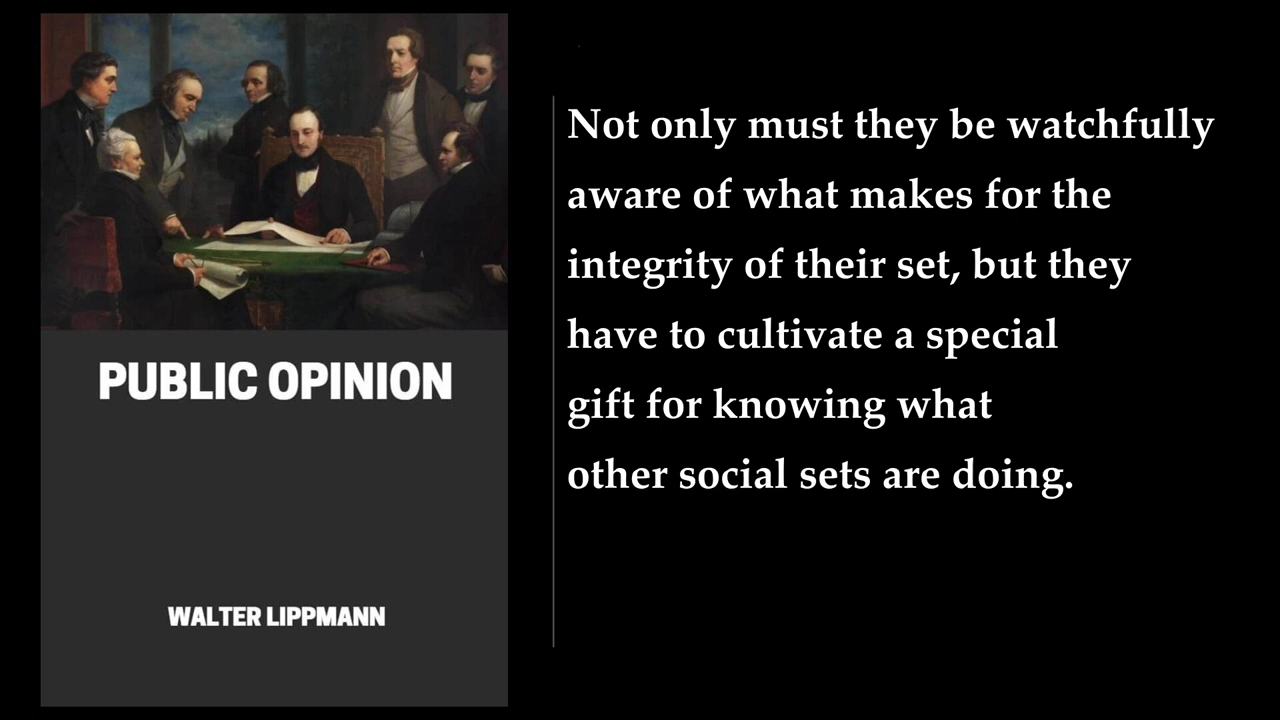 PUBLIC OPINION
WALTER LIPPMANN
Not only must they be watchfully
aware of what makes for the
integrity of their set, but they
have to cultivate a special
gift for knowing what
other social sets are doing.